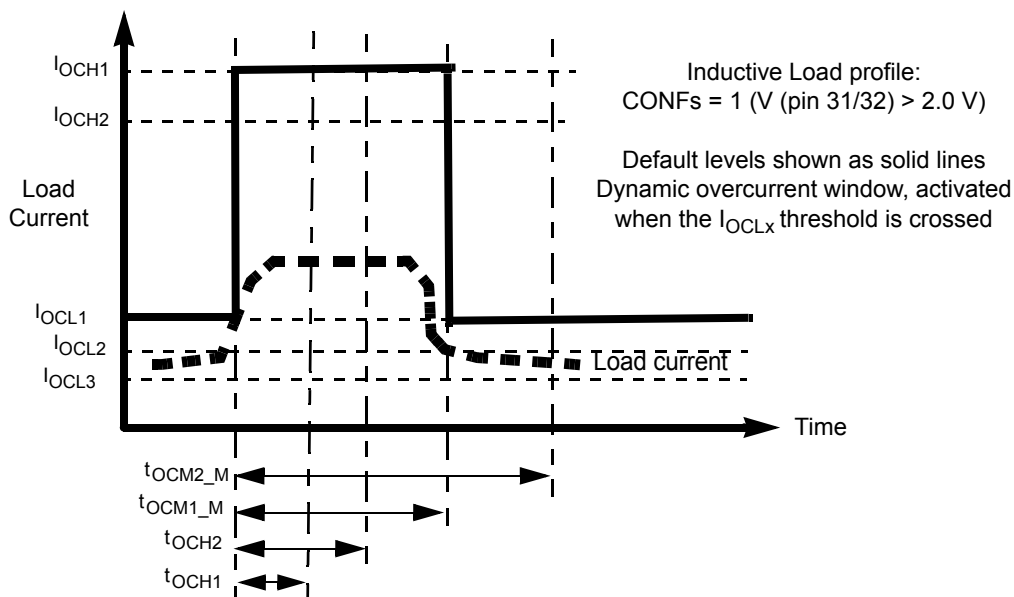 I_OCH1
I_OCH2
Load
Current
I_OCL1
I_OCL2
I_OCL3
Inductive Load profile:
CONFs = 1 (V (pin 31/32) > 2.0 V)
Default levels shown as solid lines
Dynamic overcurrent window, activated
when the I_OCLx threshold is crossed
Load current
Time
t_OCM2_M
t_OCM1_M
t_OCH2
t_OCH1